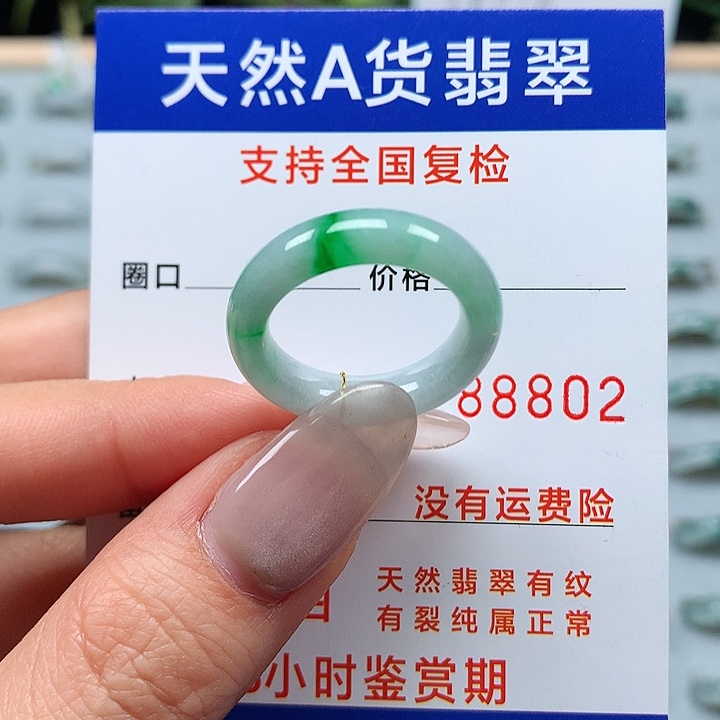 天然A货翡翠
支持全国复检
圈口 价格
88802
没有运费险
天然翡翠有纹
有裂纯属正常
小时鉴赏期